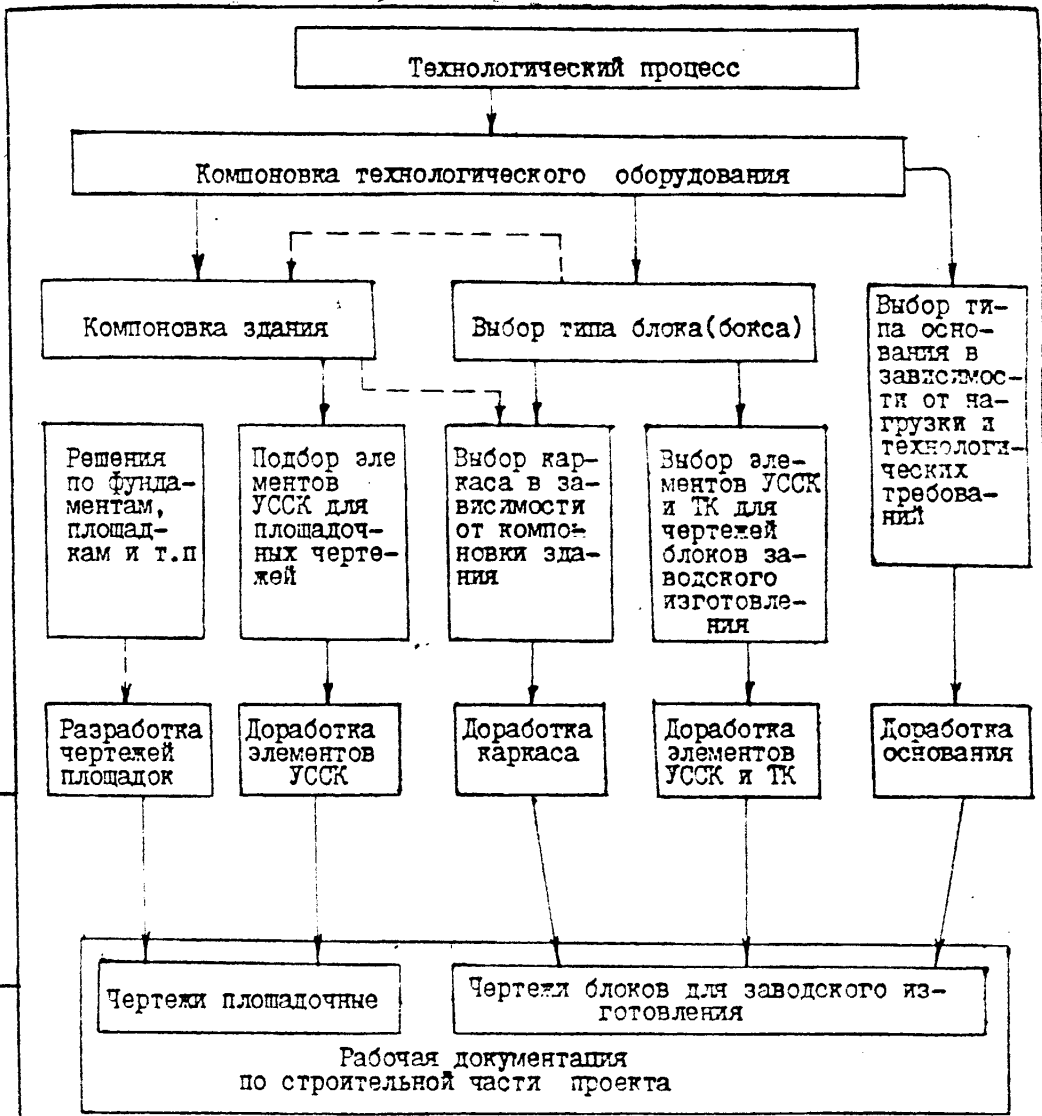 Технологический процесс
Компоновка технологического оборудования
Компоновка здания
Выбор типа блока(бокса)
Выбор ти-
па осно-
вания в
зависимос-
ти от на-
грузки и
технологи-
ческих
требова-
ний
Решения
по фунда-
ментам,
площад-
кам и т.п
Подбор эле
ментов
УССК для
площадоч-
ных черте-
жей
Выбор кар-
каса в за-
висимости
от компо-
новки зда-
ния
Выбор эле-
ментов УССК
и ТК для
чертежей
блоков за-
водского
изготовле-
ния
Разработка
чертежей
площадок
Доработка
элементов
УССК
Доработка
каркаса
Доработка
элементов
УССК и ТК
Доработка
основания
Чертежи площадочные
Чертежи блоков для заводского из-
готовления
Рабочая документация
по строительной части проекта